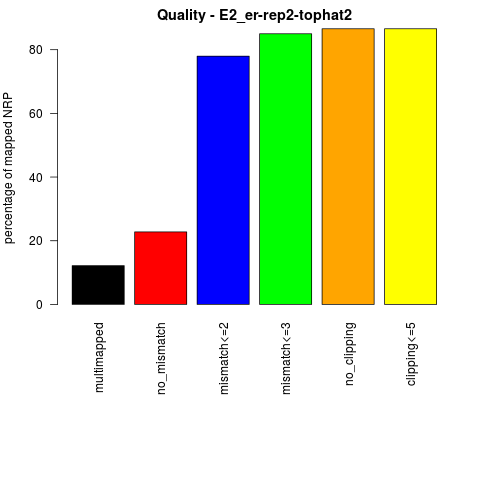 Quality - E2_er-rep2-tophat2
percentage of mapped NRP
80
60
40
20
0
multimapped
no_mismatch
mismatch<=2
mismatch<=3
no_clipping
clipping<=5